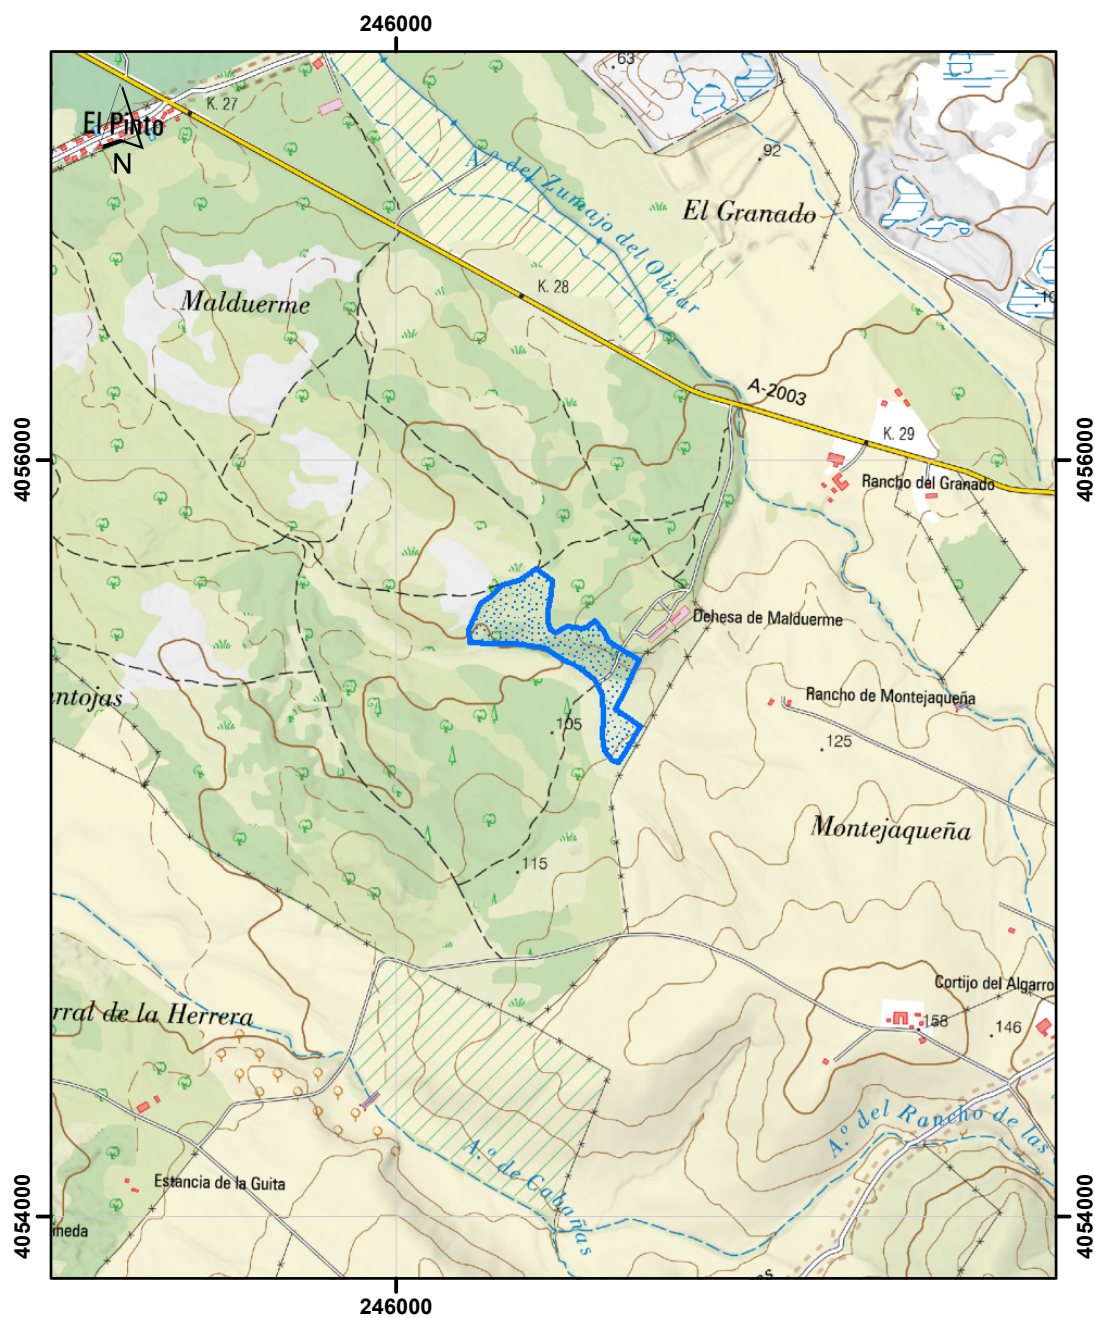 246000
63
K. 27
El Pinto
N
92
A.º del Zumajo del Olivar
El Granado
K. 28
Malduerme
A-2003
K. 29
4056000
4056000
Rancho del Granado
Dehesa de Malduerme
antojas
Rancho de Montejaqueña
105
125
Montejaqueña
115
Cortijo del Algarro
rral de la Herrera
158
146
A.º del Rancho de las
A.º de Cabañas
Estancia de la Guita
4054000
4054000
neda
246000